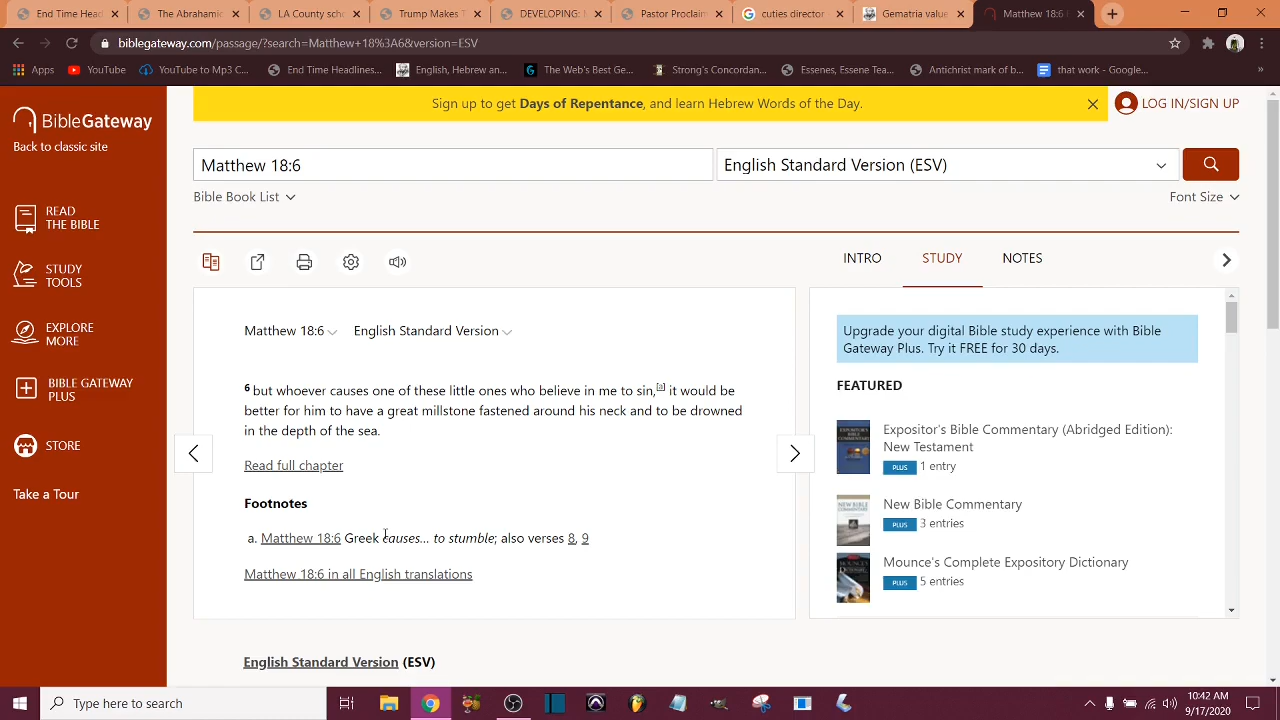 End Time Head
The Abrahamic
LA County sch
Trump Makes T
DEVELOPING:
Pastor Proclaim
cuties director
Gematria value
Matthew 18:6
biblegateway.com/passage/?search=Matthew+18%3A6&version=ESV
Apps
YouTube
YouTube to Mp3 C...
End Time Headlines...
English, Hebrew an...
The Web's Best Ge...
Strong's Concordan...
Essenes, Essene Tea...
Antichrist mark of b...
that work - Google...
»
Sign up to get Days of Repentance, and learn Hebrew Words of the Day.
LOG IN/SIGN UP
BibleGateway
Back to classic site
Matthew 18:6
English Standard Version (ESV)
Bible Book List
Font Size
READ
THE BIBLE
STUDY
TOOLS
EXPLORE
MORE
BIBLE GATEWAY
PLUS
STORE
Take a Tour
INTRO
STUDY
NOTES
Matthew 18:6
English Standard Version
6 but whoever causes one of these little ones who believe in me to sin,[a] it would be
better for him to have a great millstone fastened around his neck and to be drowned
in the depth of the sea.
Read full chapter
Footnotes
a. Matthew 18:6 Greek causes... to stumble; also verses 8, 9
Matthew 18:6 in all English translations
English Standard Version (ESV)
Upgrade your digital Bible study experience with Bible
Gateway Plus. Try it FREE for 30 days.
FEATURED
Expositor's Bible Commentary (Abridged Edition):
New Testament
PLUS 1 entry
New Bible Commentary
PLUS 3 entries
Mounce's Complete Expository Dictionary
PLUS 5 entries
Type here to search
10:42 AM
9/17/2020